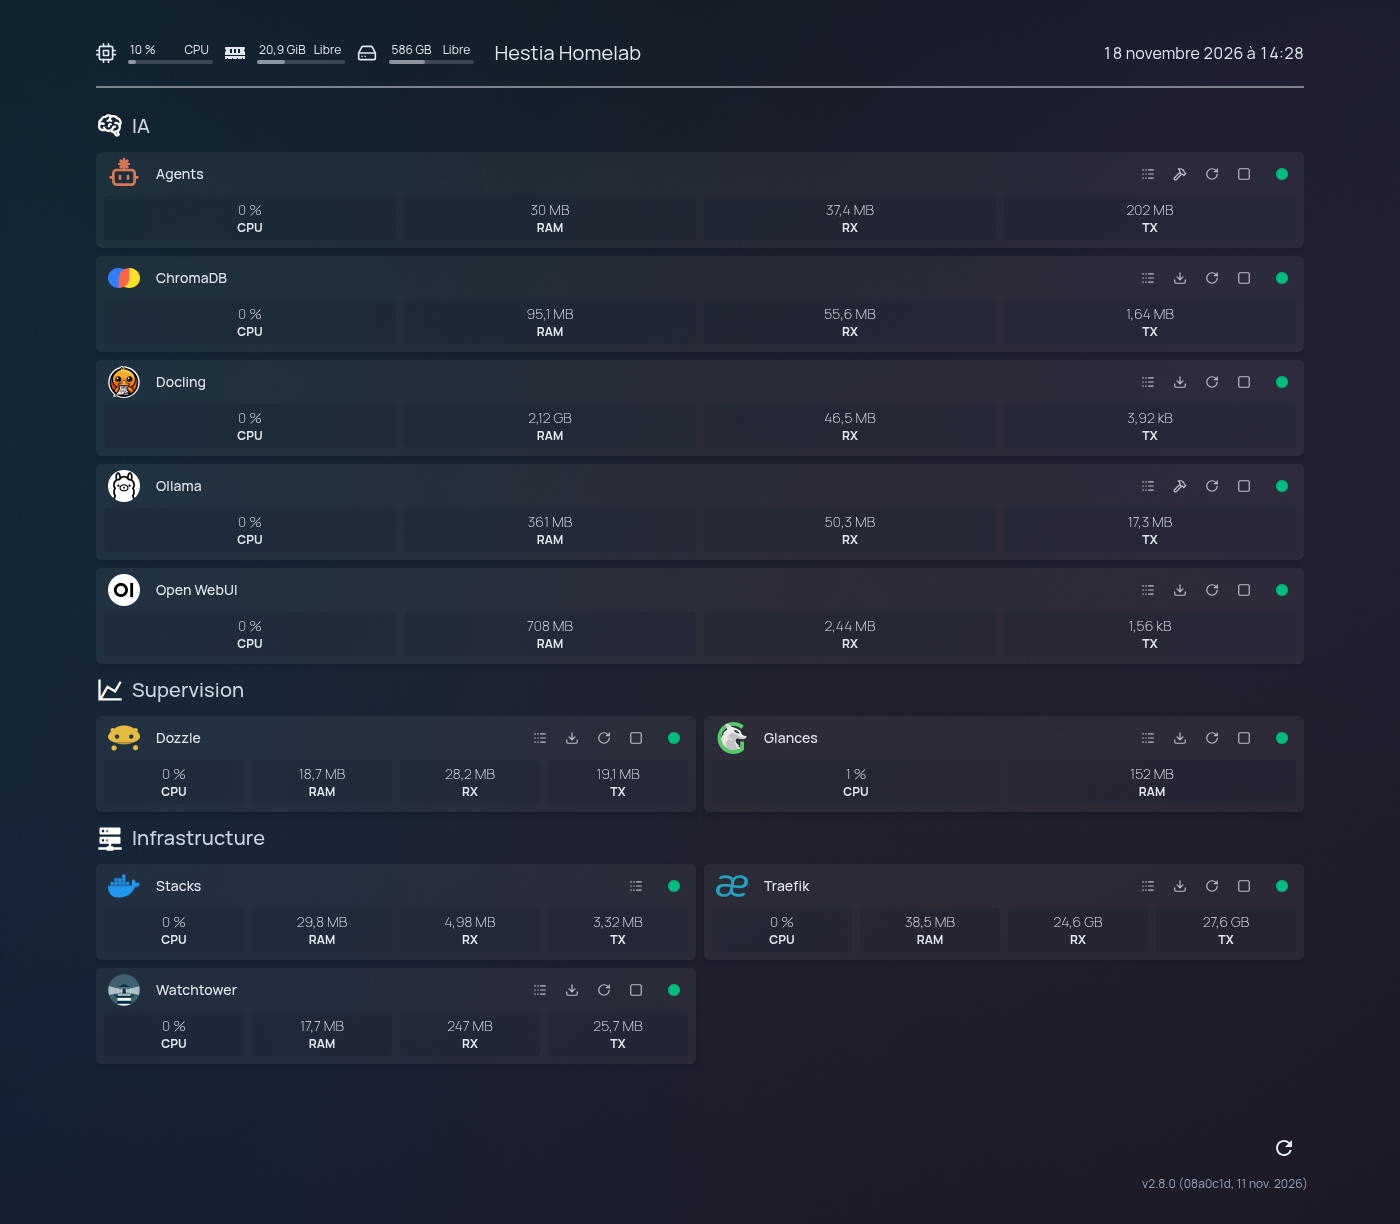 10 % CPU 20,9 GiB Libre 586 GB Libre Hestia Homelab 18 novembre 2026 à 14:28
IA
Agents
0 % 30 MB 37,4 MB 202 MB
CPU RAM RX TX
ChromaDB
0 % 95,1 MB 55,6 MB 1,64 MB
CPU RAM RX TX
Docling
0 % 2,12 GB 46,5 MB 3,92 kB
CPU RAM RX TX
Ollama
0 % 361 MB 50,3 MB 17,3 MB
CPU RAM RX TX
OI Open WebUI
0 % 708 MB 2,44 MB 1,56 kB
CPU RAM RX TX
Supervision
Dozzle Glances
0 % 18,7 MB 28,2 MB 19,1 MB 1 % 152 MB
CPU RAM RX TX CPU RAM
Infrastructure
Stacks æ Traefik
0 % 29,8 MB 4,98 MB 3,32 MB 0 % 38,5 MB 24,6 GB 27,6 GB
CPU RAM RX TX CPU RAM RX TX
Watchtower
0 % 17,7 MB 247 MB 25,7 MB
CPU RAM RX TX
v2.8.0 (08a0c1d, 11 nov. 2026)